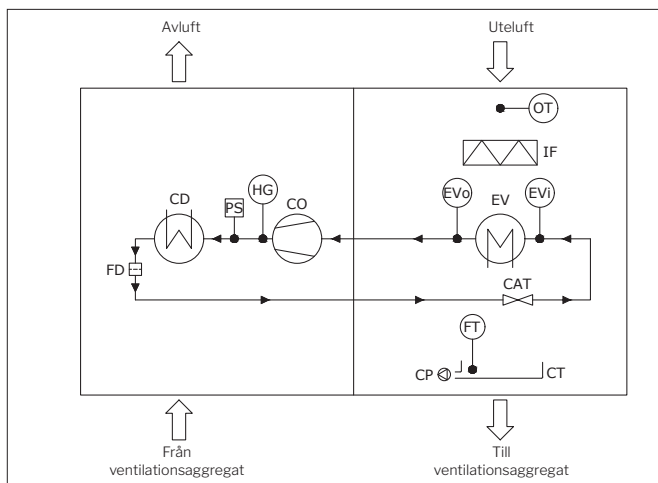 Avluft
Uteluft
OT
IF
HG
EVo
EV
EVi
CD
PS
CO
FD
CAT
FT
CP
CT
Från
ventilationsaggregat
Till
ventilationsaggregat